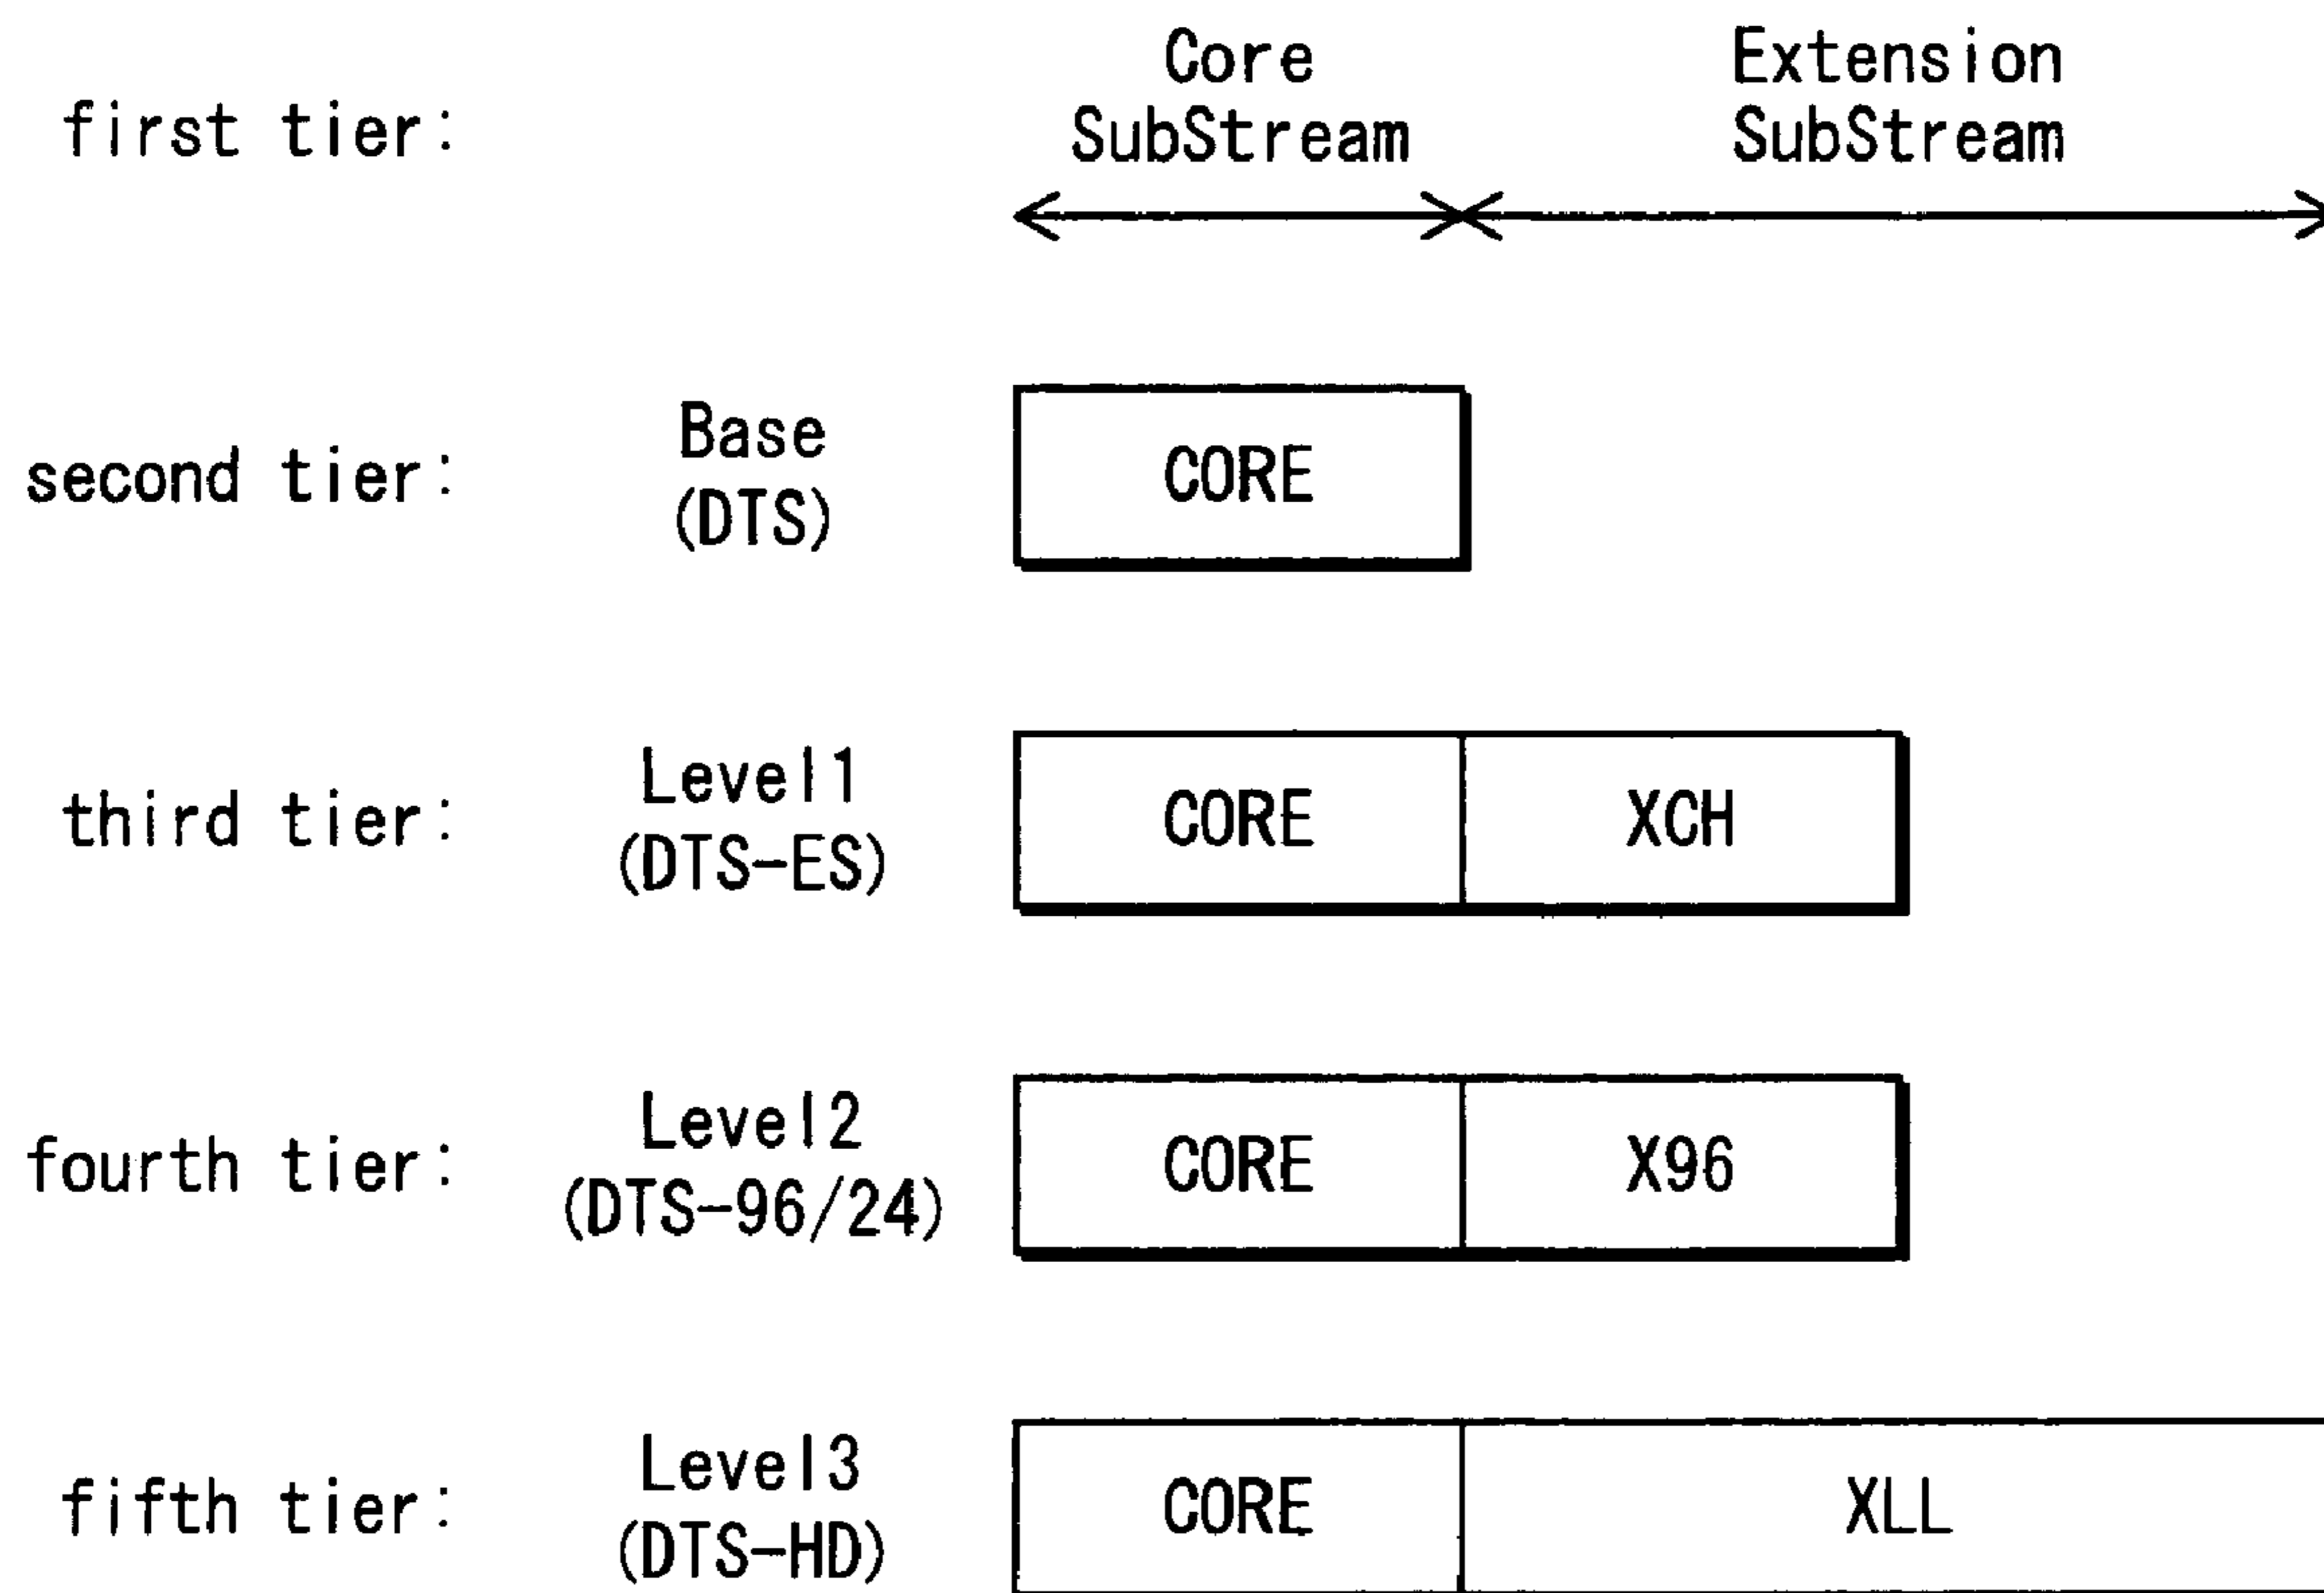 Core Extension
first tier: SubStream SubStream
Base
second tier: CORE
(DTS)
Level1
third tier: CORE XCH
(DTS-ES)
Level2
fourth tier: CORE X96
(DTS-96/24)
Level3
fifth tier: CORE XLL
(DTS-HD)